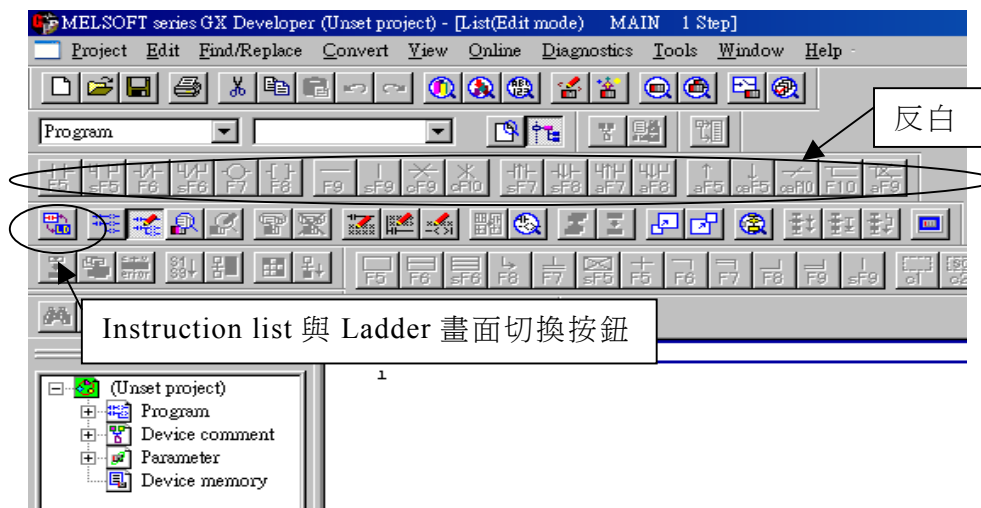 MELSOFT series GX Developer (Unset project) - [List(Edit mode) MAIN 1 Step]
Project Edit Find/Replace Convert View Online Diagnostics Tools Window Help
反白
Program
F5 sF5 F6 sF6 F7 F8 F9 sF9 cF9 cF10 sF7 sF8 aF7 aF8 aF5 caF5 caF10 F10 aF9
error
F5 F6 sF6 F8 F7 sF5 F5 F6 F7 F8 F9 sF9 c1 c2
Instruction list 與 Ladder 畫面切換按鈕
1
(Unset project)
Program
Device comment
Parameter
Device memory